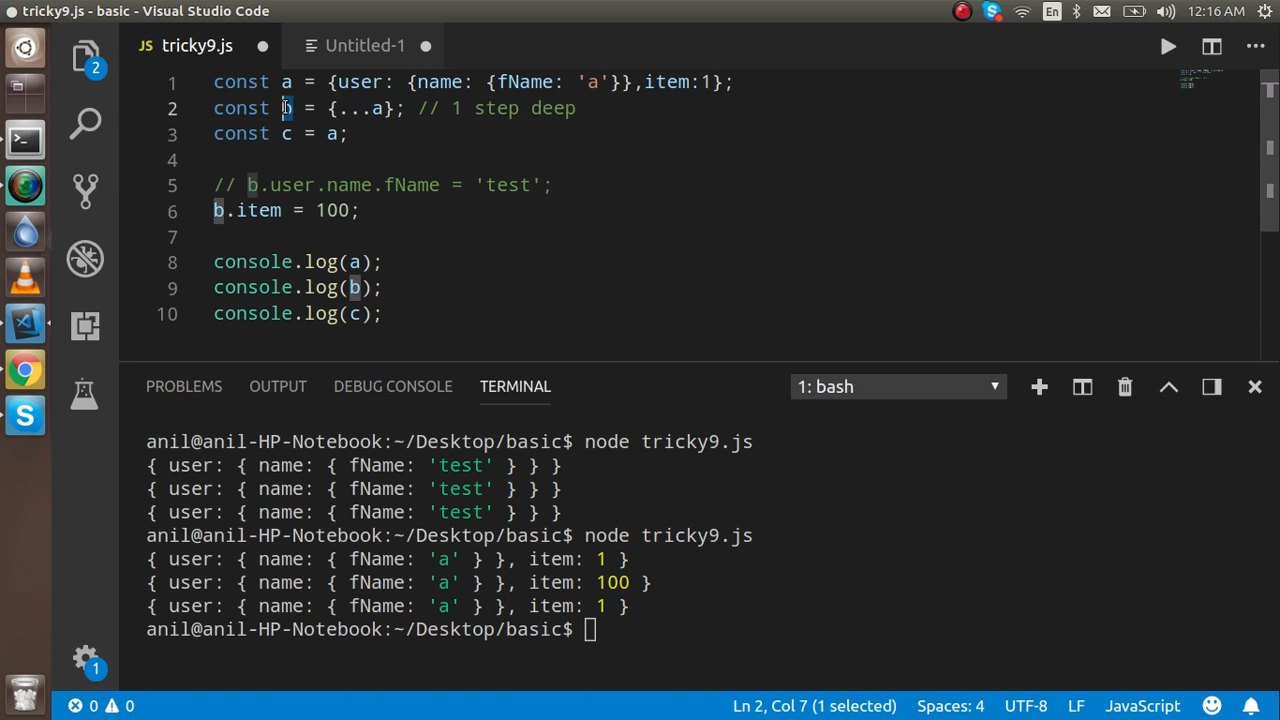 tricky9.js - basic - Visual Studio Code
En
12:16 AM
JS tricky9.js
Untitled-1
2
1 const a = {user: {name: {fName: 'a'}},item:1};
2 const b = {...a}; // 1 step deep
3 const c = a;
4
5 // b.user.name.fName = 'test';
6 b.item = 100;
7
8 console.log(a);
9 console.log(b);
10 console.log(c);
PROBLEMS OUTPUT DEBUG CONSOLE TERMINAL
1: bash
anil@anil-HP-Notebook:~/Desktop/basic$ node tricky9.js
{ user: { name: { fName: 'test' } } }
{ user: { name: { fName: 'test' } } }
{ user: { name: { fName: 'test' } } }
anil@anil-HP-Notebook:~/Desktop/basic$ node tricky9.js
{ user: { name: { fName: 'a' } }, item: 1 }
{ user: { name: { fName: 'a' } }, item: 100 }
{ user: { name: { fName: 'a' } }, item: 1 }
anil@anil-HP-Notebook:~/Desktop/basic$
1
0 0
Ln 2, Col 7 (1 selected) Spaces: 4 UTF-8 LF JavaScript